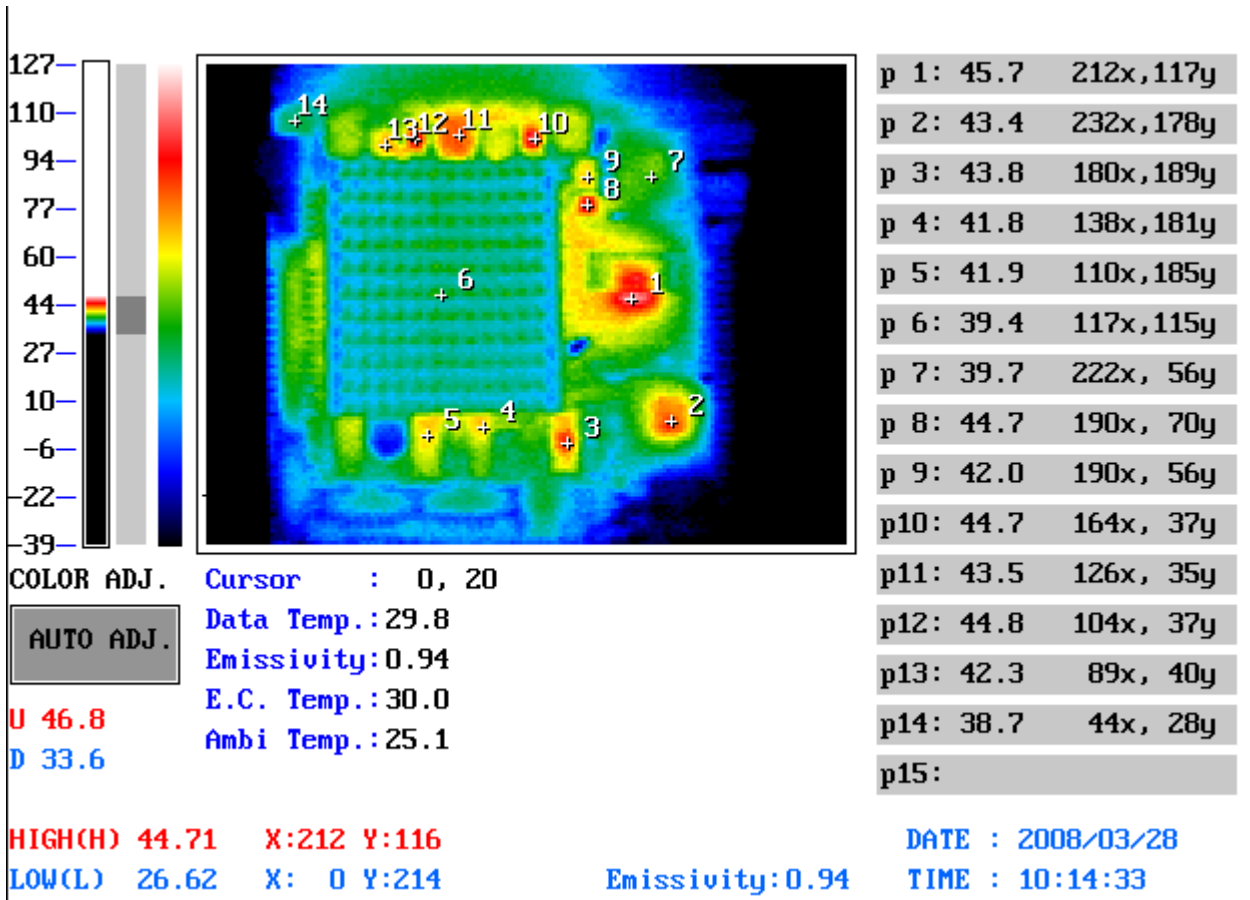 127
110
94
77
60
44
27
10
-6
-22
-39
COLOR ADJ.
AUTO ADJ.
U 46.8
D 33.6
14
13 12 11 10
9 7
8
6
1
5 4 3 2
Cursor : 0, 20
Data Temp.:29.8
Emissivity:0.94
E.C. Temp.:30.0
Ambi Temp.:25.1
p 1: 45.7 212x,117y
p 2: 43.4 232x,178y
p 3: 43.8 180x,189y
p 4: 41.8 138x,181y
p 5: 41.9 110x,185y
p 6: 39.4 117x,115y
p 7: 39.7 222x, 56y
p 8: 44.7 190x, 70y
p 9: 42.0 190x, 56y
p10: 44.7 164x, 37y
p11: 43.5 126x, 35y
p12: 44.8 104x, 37y
p13: 42.3 89x, 40y
p14: 38.7 44x, 28y
p15:
HIGH(H) 44.71 X:212 Y:116
LOW(L) 26.62 X: 0 Y:214
Emissivity:0.94
DATE : 2008/03/28
TIME : 10:14:33